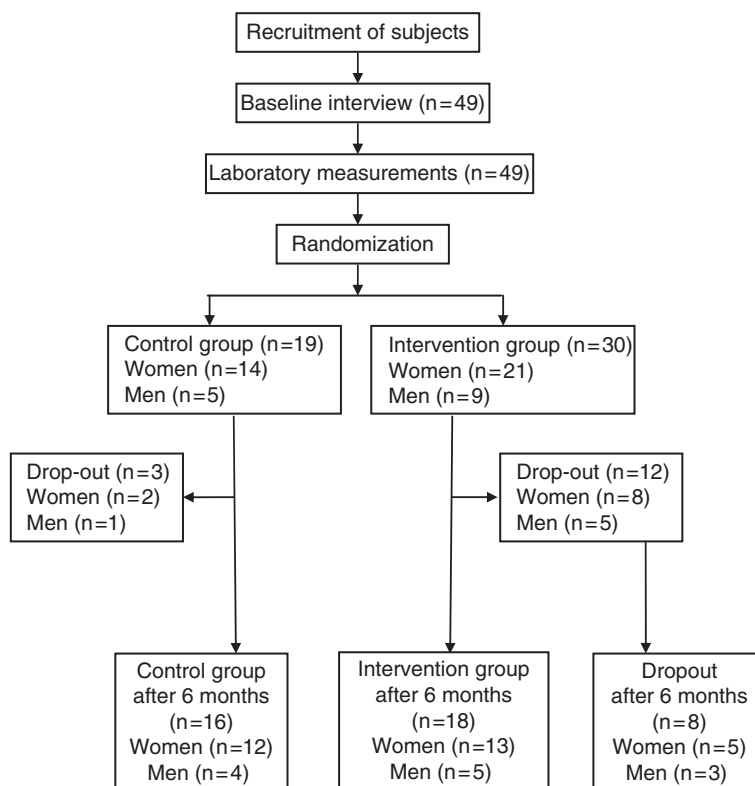 Recruitment of subjects
Baseline interview (n=49)
Laboratory measurements (n=49)
Randomization
Control group (n=19)
Women (n=14)
Men (n=5)
Intervention group (n=30)
Women (n=21)
Men (n=9)
Drop-out (n=3)
Women (n=2)
Men (n=1)
Drop-out (n=12)
Women (n=8)
Men (n=5)
Control group
after 6 months
(n=16)
Women (n=12)
Men (n=4)
Intervention group
after 6 months
(n=18)
Women (n=13)
Men (n=5)
Dropout
after 6 months
(n=8)
Women (n=5)
Men (n=3)